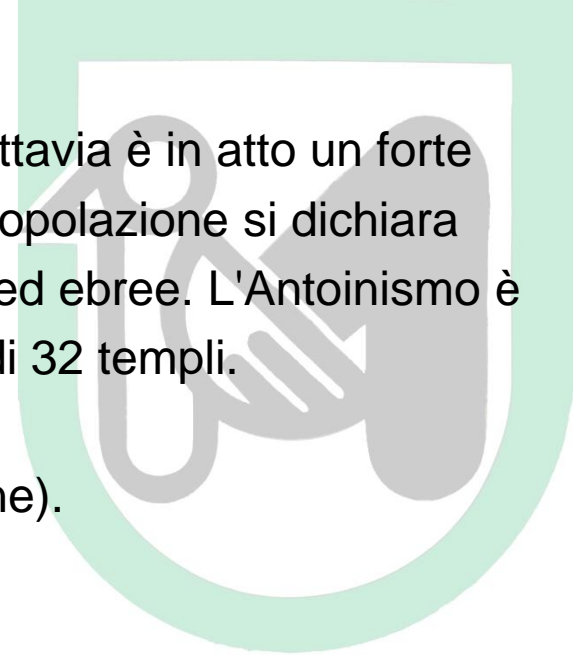 ttavia è in atto un forte
opolazione si dichiara
ed ebree. L'Antoinismo è
di 32 templi.
ne).